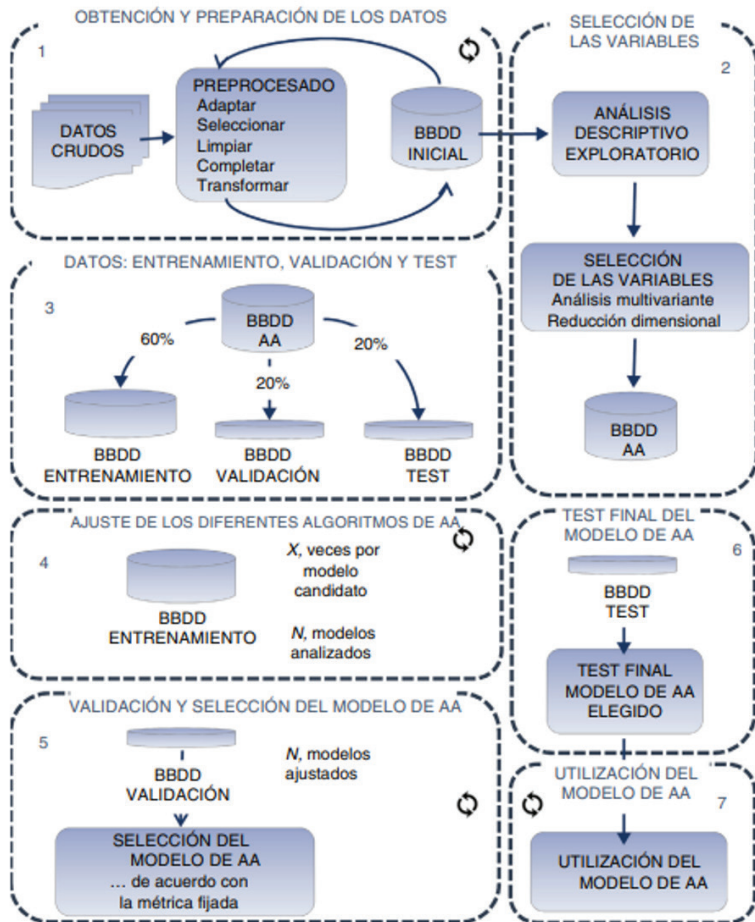 OBTENCIÓN Y PREPARACIÓN DE LOS DATOS
1
DATOS
CRUDOS
PREPROCESADO
Adaptar
Seleccionar
Limpiar
Completar
Transformar
BBDD
INICIAL
SELECCIÓN DE
LAS VARIABLES
2
ANÁLISIS
DESCRIPTIVO
EXPLORATORIO
SELECCIÓN
DE LAS VARIABLES
Análisis multivariante
Reducción dimensional
BBDD
AA
DATOS: ENTRENAMIENTO, VALIDACIÓN Y TEST
3
BBDD
AA
60%
20%
20%
BBDD
ENTRENAMIENTO
BBDD
VALIDACIÓN
BBDD
TEST
AJUSTE DE LOS DIFERENTES ALGORITMOS DE AA
4
BBDD
ENTRENAMIENTO
X, veces por
modelo
candidato
N, modelos
analizados
VALIDACIÓN Y SELECCIÓN DEL MODELO DE AA
5
BBDD
VALIDACIÓN
N, modelos
ajustados
SELECCIÓN DEL
MODELO DE AA
... de acuerdo con
la métrica fijada
TEST FINAL DEL
MODELO DE AA
6
BBDD
TEST
TEST FINAL
MODELO DE AA
ELEGIDO
UTILIZACIÓN DEL
MODELO DE AA
7
UTILIZACIÓN DEL
MODELO DE AA